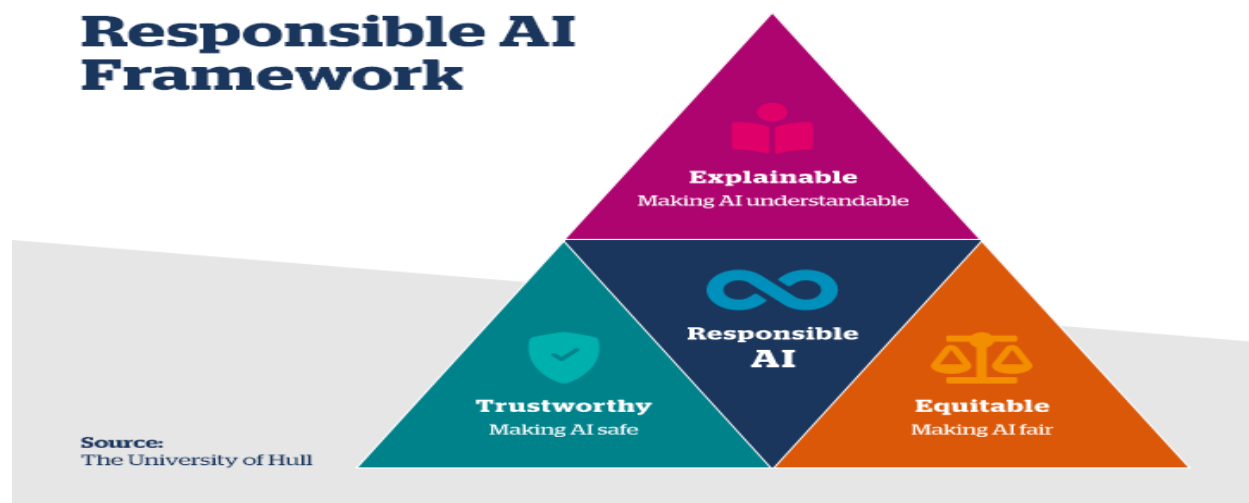 Responsible AI
Framework
Explainable
Making AI understandable
Responsible
AI
Trustworthy
Making AI safe
Equitable
Making AI fair
Source:
The University of Hull